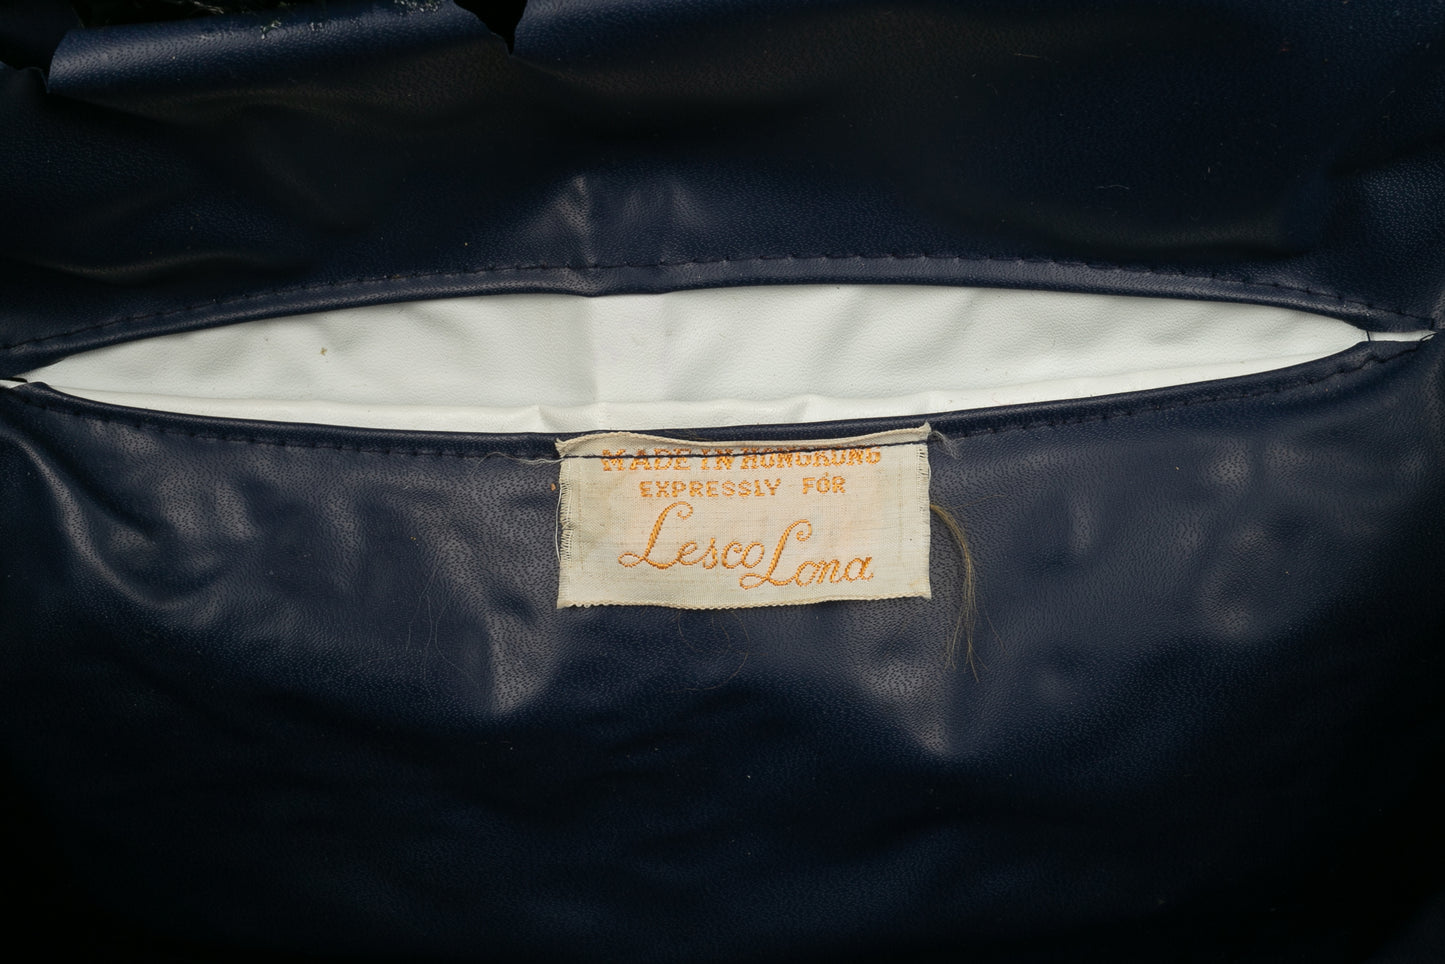 MADE IN HONGKONG
EXPRESSLY FOR
Lesco Lona